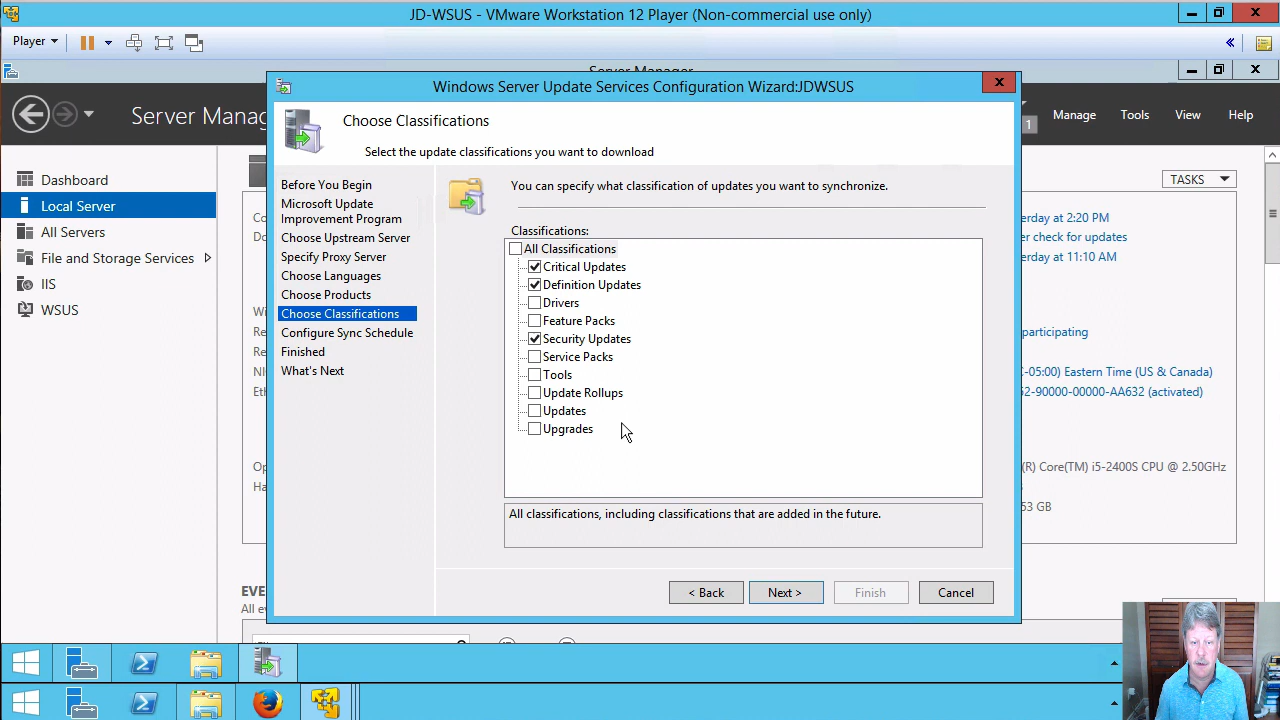 JD-WSUS - VMware Workstation 12 Player (Non-commercial use only)
Player
Windows Server Update Services Configuration Wizard:JDWSUS
Server Manag
1
Manage
Tools
View
Help
Choose Classifications
Select the update classifications you want to download
Dashboard
Local Server
All Servers
File and Storage Services
IIS
WSUS
Before You Begin
Microsoft Update
Improvement Program
Choose Upstream Server
Specify Proxy Server
Choose Languages
Choose Products
Choose Classifications
Configure Sync Schedule
Finished
What's Next
You can specify what classification of updates you want to synchronize.
Classifications:
All Classifications
Critical Updates
Definition Updates
Drivers
Feature Packs
Security Updates
Service Packs
Tools
Update Rollups
Updates
Upgrades
All classifications, including classifications that are added in the future.
< Back
Next >
Finish
Cancel
TASKS
erday at 2:20 PM
er check for updates
erday at 11:10 AM
participating
C-05:00) Eastern Time (US & Canada)
52-90000-00000-AA632 (activated)
(R) Core(TM) i5-2400S CPU @ 2.50GHz
53 GB
EVE
All e